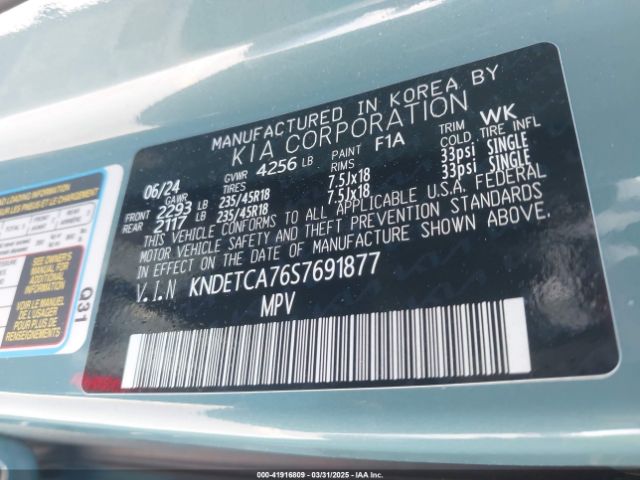 MANUFACTURED IN KOREA BY
KIA CORPORATION
06/24 GVWR 4256 LB PAINT F1A TRIM WK
GAWR TIRES RIMS COLD TIRE INFL
FRONT 2293 LB 235/45R18 7.5Jx18 33psi SINGLE
REAR 2117 LB 235/45R18 7.5Jx18 33psi SINGLE
THIS VEHICLE CONFORMS TO ALL APPLICABLE U.S.A. FEDERAL
MOTOR VEHICLE SAFETY AND THEFT PREVENTION STANDARDS
IN EFFECT ON THE DATE OF MANUFACTURE SHOWN ABOVE.
V.I.N KNDETCA76S7691877
MPV
SEE OWNER'S
MANUAL FOR
ADDITIONAL
INFORMATION
VOIR LE MANUEL
DE L'USAGER
POUR PLUS DE
RENSEIGNEMENTS
Q31
000-41916809 - 03/31/2025 - IAAI.CA